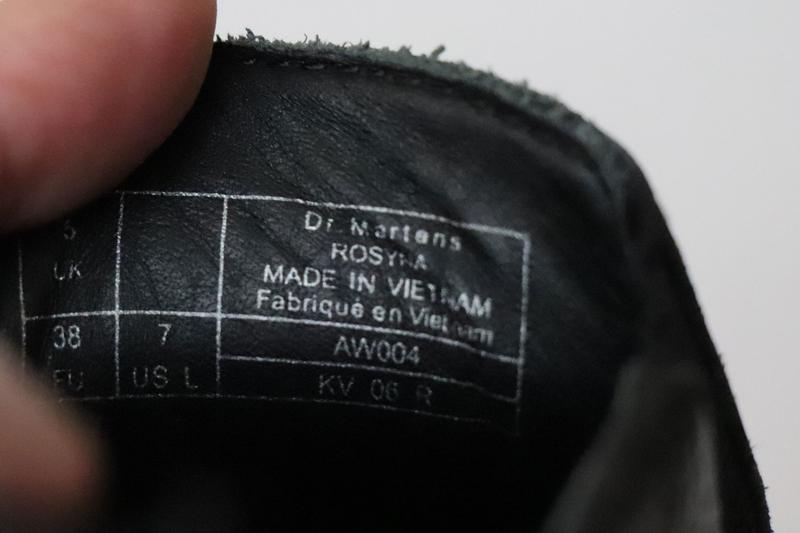 5
UK
38
EU
7
US L
Dr Martens
ROSYNA
MADE IN VIETNAM
Fabriqué en Vietnam
AW004
KV 06 R